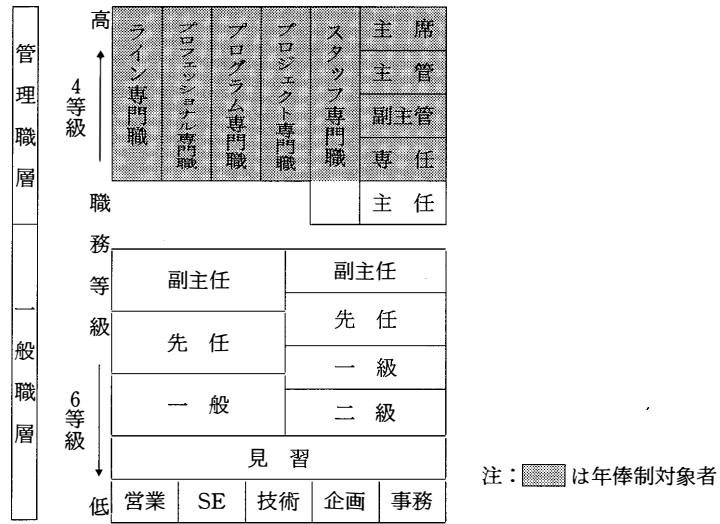 管理職層
一般職層
高
4等級
職務等級
6等級
低
ライン専門職
プロフェッショナル専門職
プログラム専門職
プロジェクト専門職
スタッフ専門職
主 席
主 管
副主管
専 任
主 任
副主任
先 任
一 般
副主任
先 任
一 級
二 級
見 習
営業 SE 技術 企画 事務
注： は年俸制対象者